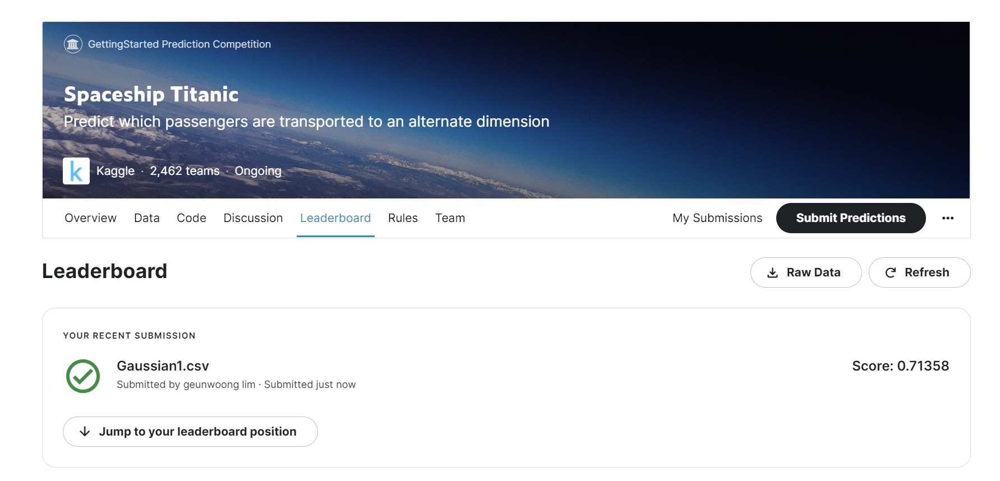 GettingStarted Prediction Competition
Spaceship Titanic
Predict which passengers are transported to an alternate dimension
k
Kaggle · 2,462 teams · Ongoing
Overview Data Code Discussion Leaderboard Rules Team My Submissions Submit Predictions
Leaderboard Raw Data Refresh
YOUR RECENT SUBMISSION
Gaussian1.csv Score: 0.71358
Submitted by geunwoong lim · Submitted just now
Jump to your leaderboard position